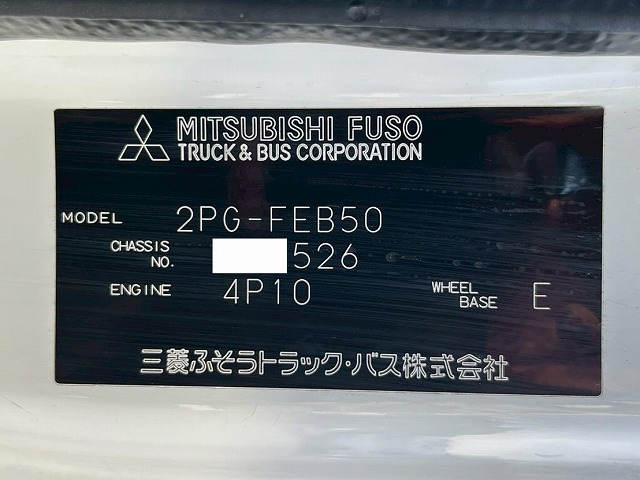 MITSUBISHI FUSO
TRUCK & BUS CORPORATION
MODEL 2PG-FEB50
CHASSIS NO. 526
ENGINE 4P10 WHEEL BASE E
三菱ふそうトラック・バス株式会社